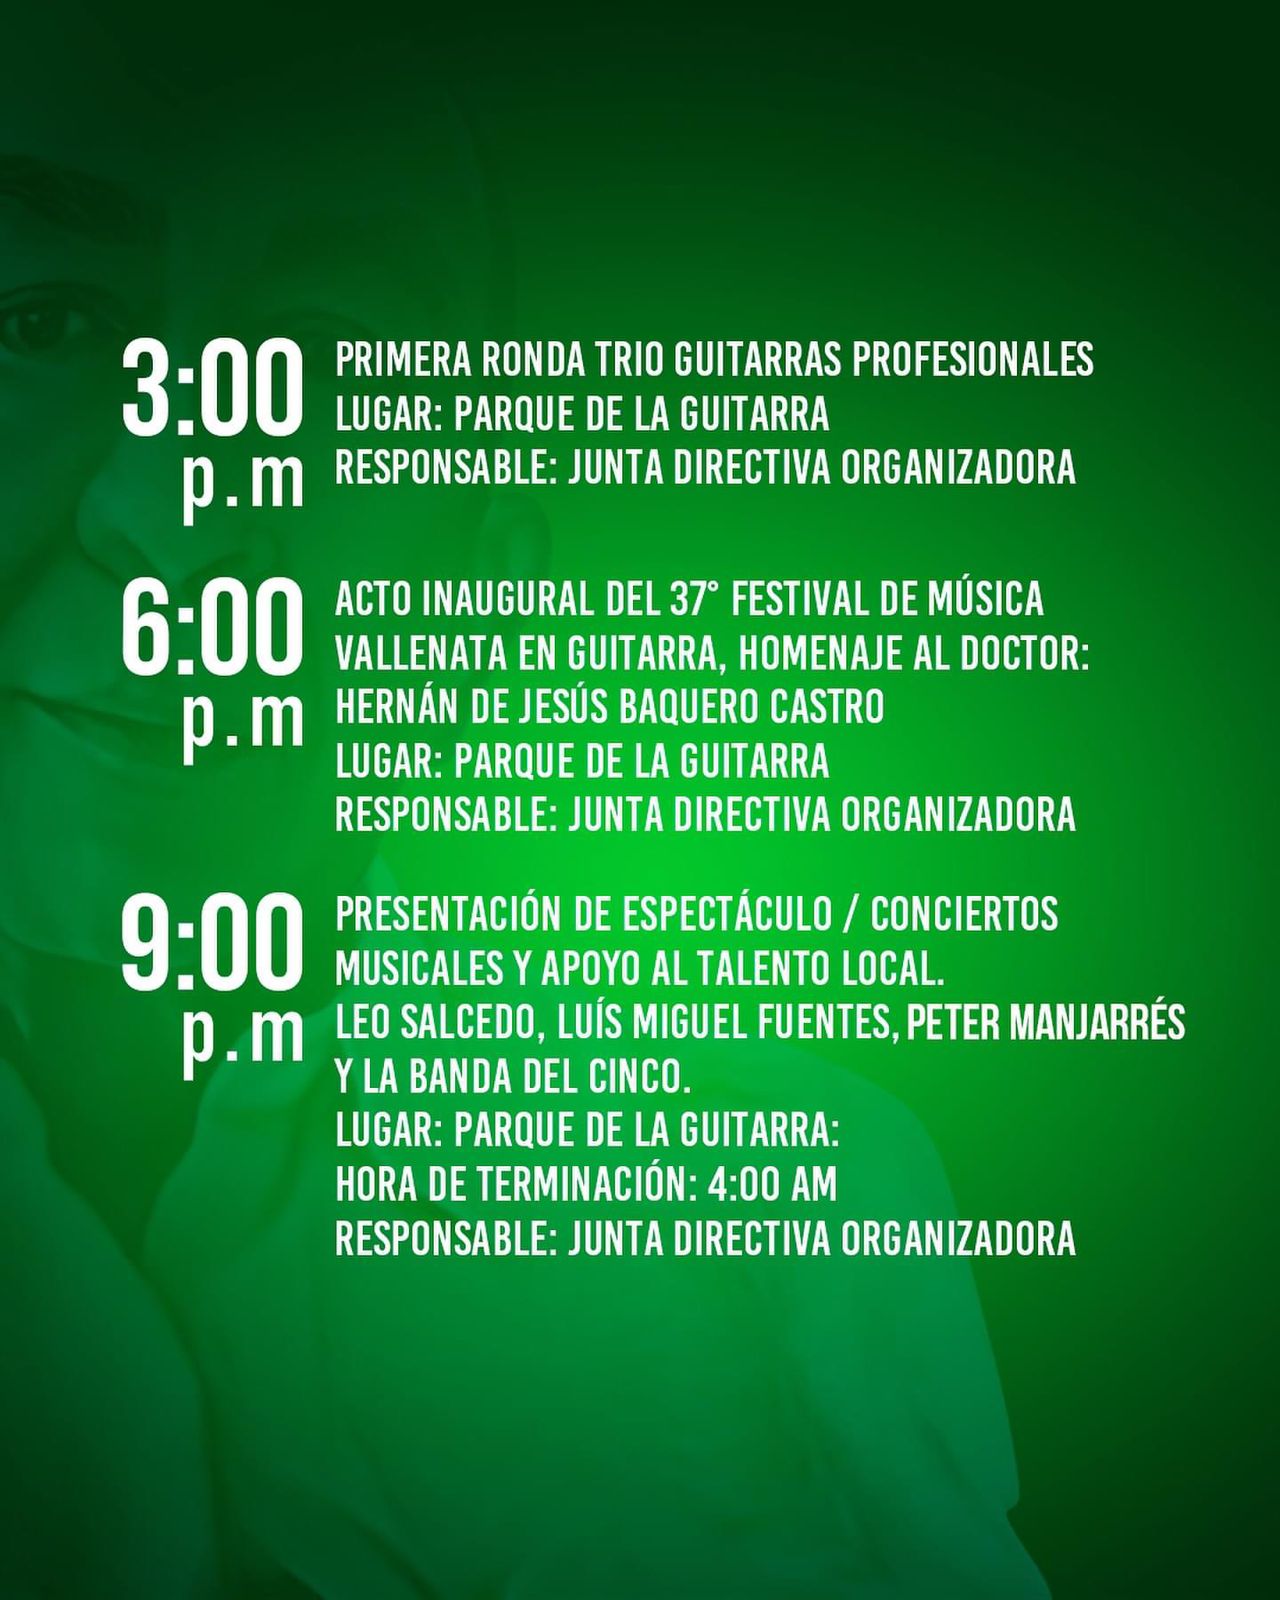 3:00 p.m
PRIMERA RONDA TRIO GUITARRAS PROFESIONALES
LUGAR: PARQUE DE LA GUITARRA
RESPONSABLE: JUNTA DIRECTIVA ORGANIZADORA
6:00 p.m
ACTO INAUGURAL DEL 37° FESTIVAL DE MÚSICA
VALLENATA EN GUITARRA, HOMENAJE AL DOCTOR:
HERNÁN DE JESÚS BAQUERO CASTRO
LUGAR: PARQUE DE LA GUITARRA
RESPONSABLE: JUNTA DIRECTIVA ORGANIZADORA
9:00 p.m
PRESENTACIÓN DE ESPECTÁCULO / CONCIERTOS
MUSICALES Y APOYO AL TALENTO LOCAL.
LEO SALCEDO, LUÍS MIGUEL FUENTES, PETER MANJARRÉS
Y LA BANDA DEL CINCO.
LUGAR: PARQUE DE LA GUITARRA:
HORA DE TERMINACIÓN: 4:00 AM
RESPONSABLE: JUNTA DIRECTIVA ORGANIZADORA